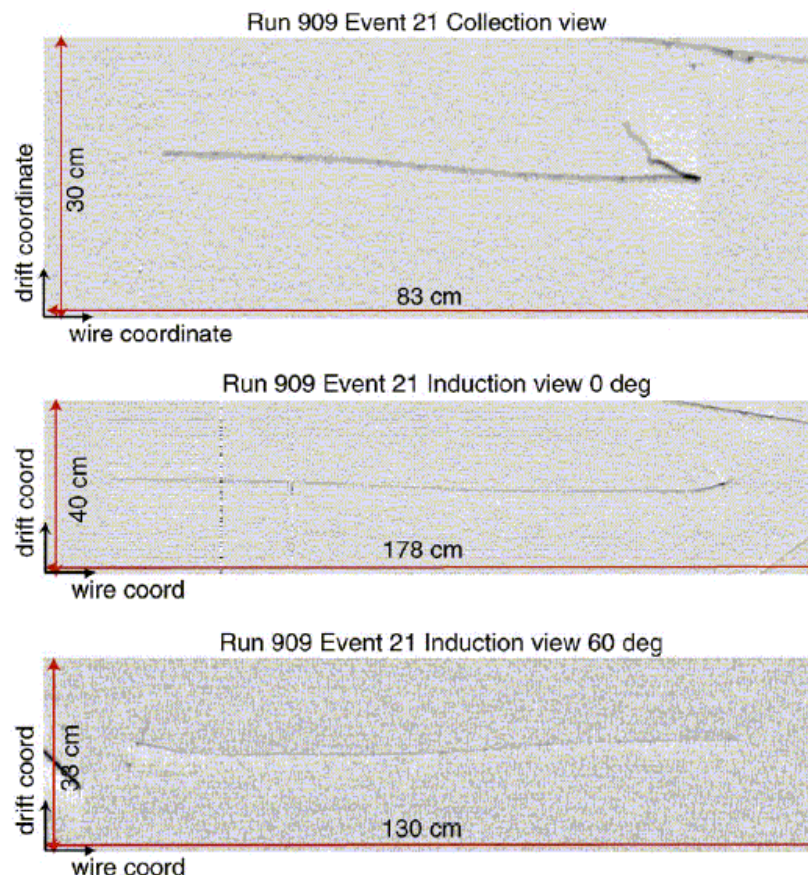 Run 909 Event 21 Collection view
drift coordinate
30 cm
83 cm
wire coordinate
Run 909 Event 21 Induction view 0 deg
drift coord
40 cm
178 cm
wire coord
Run 909 Event 21 Induction view 60 deg
drift coord
38 cm
130 cm
wire coord